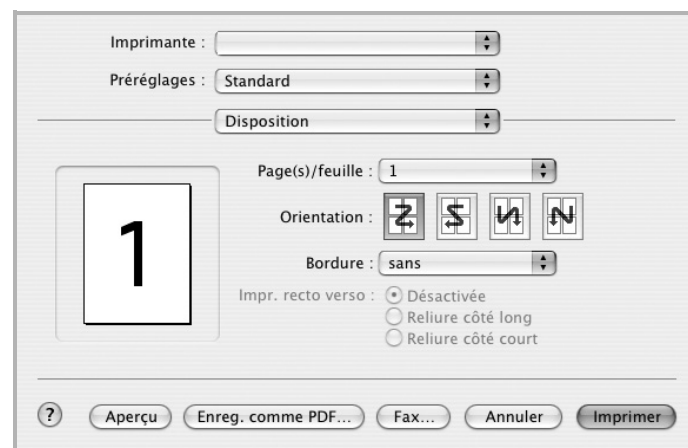 Imprimante :
Préréglages : Standard
Disposition
Page(s)/feuille : 1
Orientation :
1
Bordure : sans
Impr. recto verso : Désactivée
Reliure côté long
Reliure côté court
? Aperçu Enreg. comme PDF... Fax... Annuler Imprimer